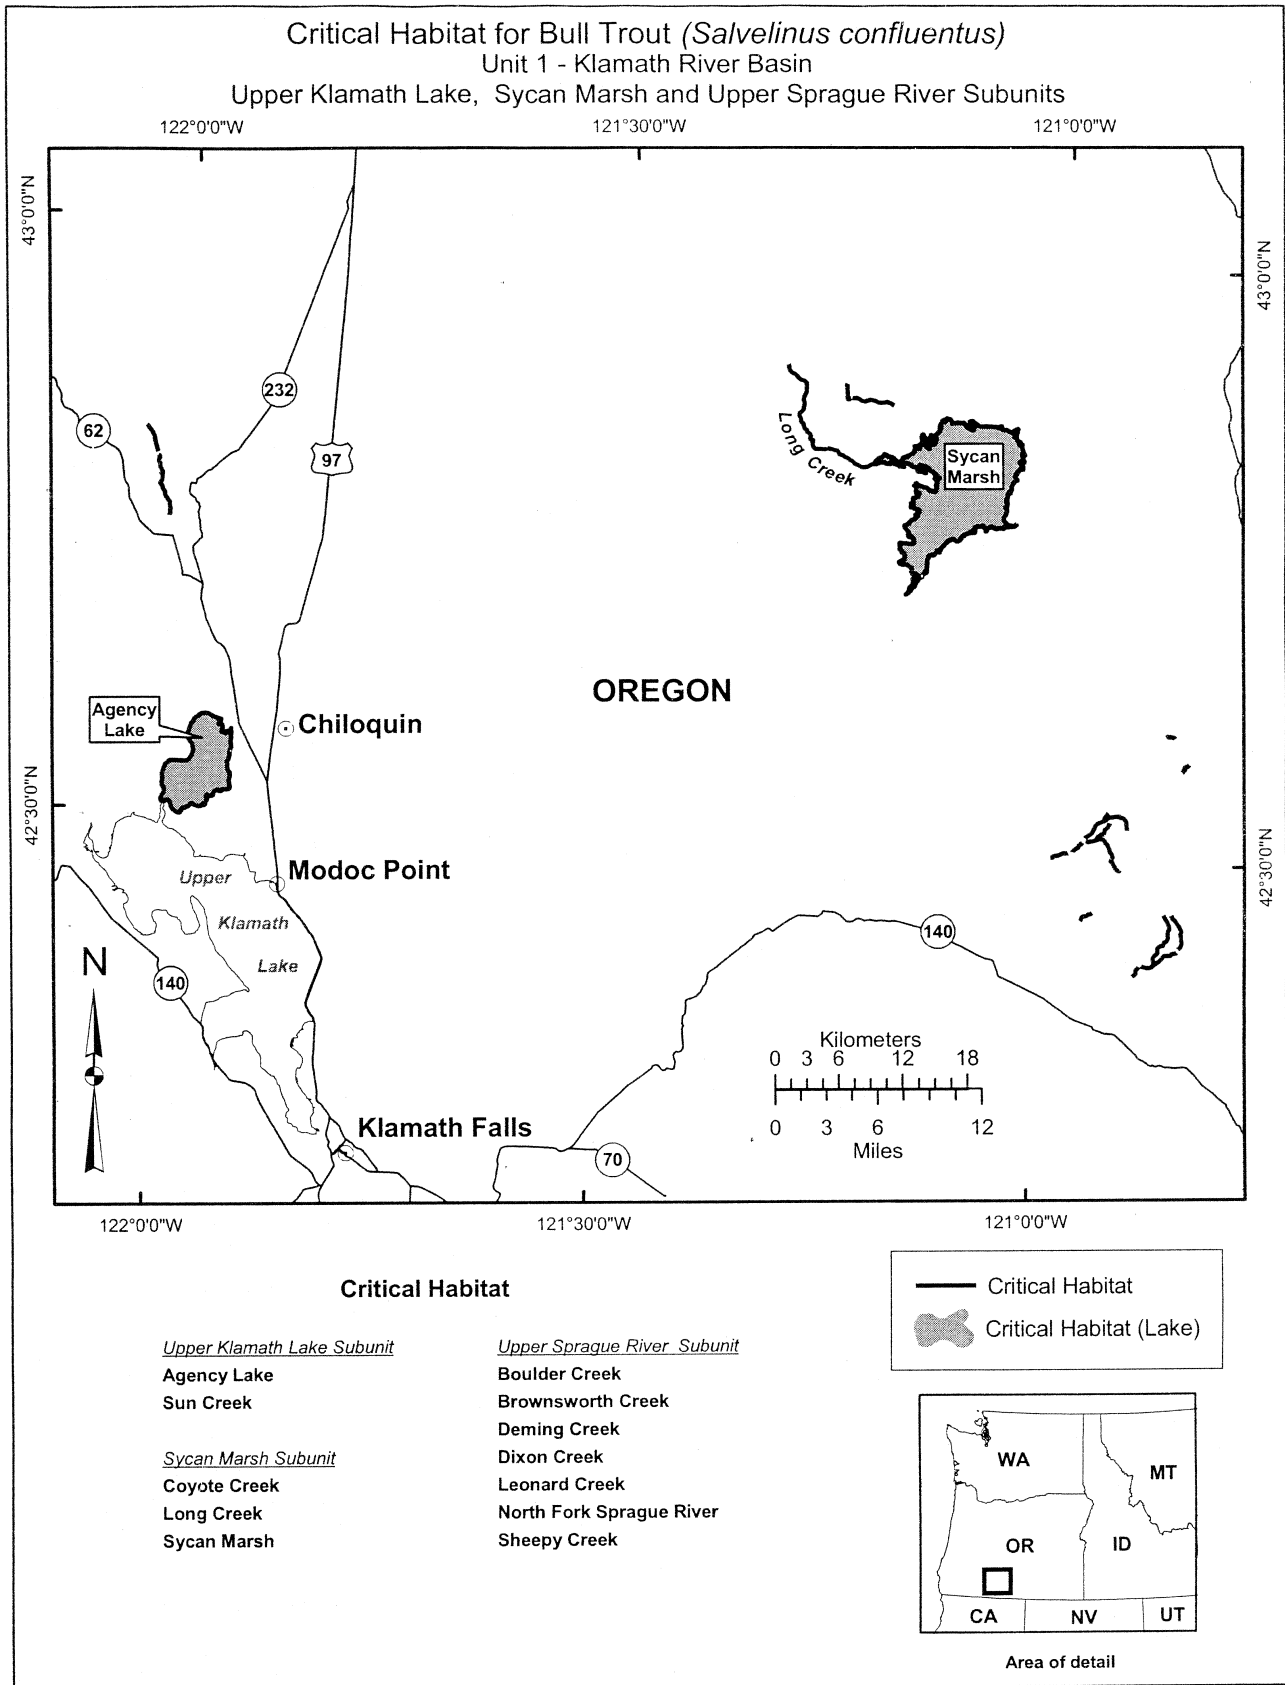 Critical Habitat for Bull Trout (Salvelinus confluentus)
Unit 1 - Klamath River Basin
Upper Klamath Lake, Sycan Marsh and Upper Sprague River Subunits
122°0'0"W
121°30'0"W
121°0'0"W
43°0'0"N
43°0'0"N
232
62
97
Long Creek
Sycan
Marsh
OREGON
Agency
Lake
Chiloquin
42°30'0"N
42°30'0"N
Modoc Point
Upper
Klamath
Lake
140
N
140
Kilometers
0 3 6 12 18
0 3 6 12
Miles
Klamath Falls
70
122°0'0"W
121°30'0"W
121°0'0"W
Critical Habitat
Upper Klamath Lake Subunit
Agency Lake
Sun Creek
Sycan Marsh Subunit
Coyote Creek
Long Creek
Sycan Marsh
Upper Sprague River Subunit
Boulder Creek
Brownsworth Creek
Deming Creek
Dixon Creek
Leonard Creek
North Fork Sprague River
Sheepy Creek
Critical Habitat
Critical Habitat (Lake)
WA
MT
OR
ID
CA
NV
UT
Area of detail